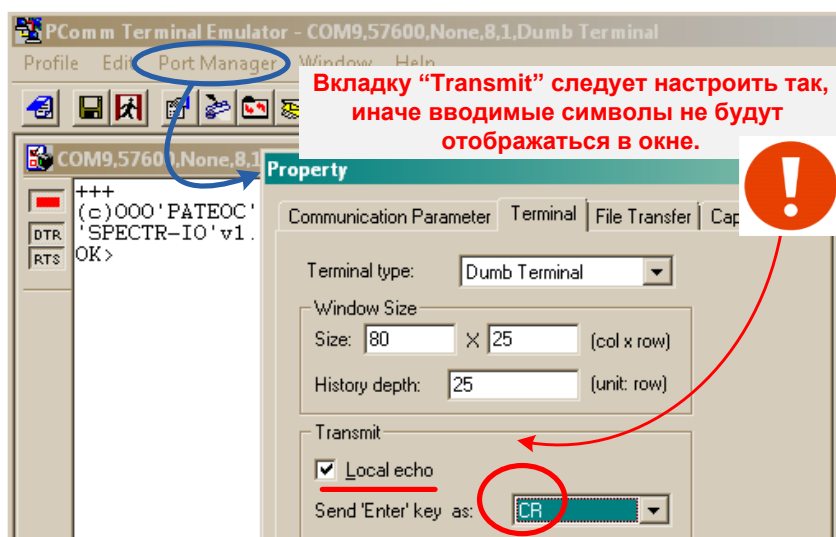 PComm Terminal Emulator - COM9,57600,None,8,1,Dumb Terminal
Profile Edit Port Manager Window Help
Вкладку “Transmit” следует настроить так,
иначе вводимые символы не будут
отображаться в окне.
COM9,57600,None,8,1
Property
+++
(c)ООО'РАТЕОС'
'SPECTR-IO'v1.
OK>
DTR
RTS
Communication Parameter Terminal File Transfer Cap
Terminal type: Dumb Terminal
Window Size
Size: 80 X 25 (col x row)
History depth: 25 (unit: row)
Transmit
Local echo
Send 'Enter' key as: CR